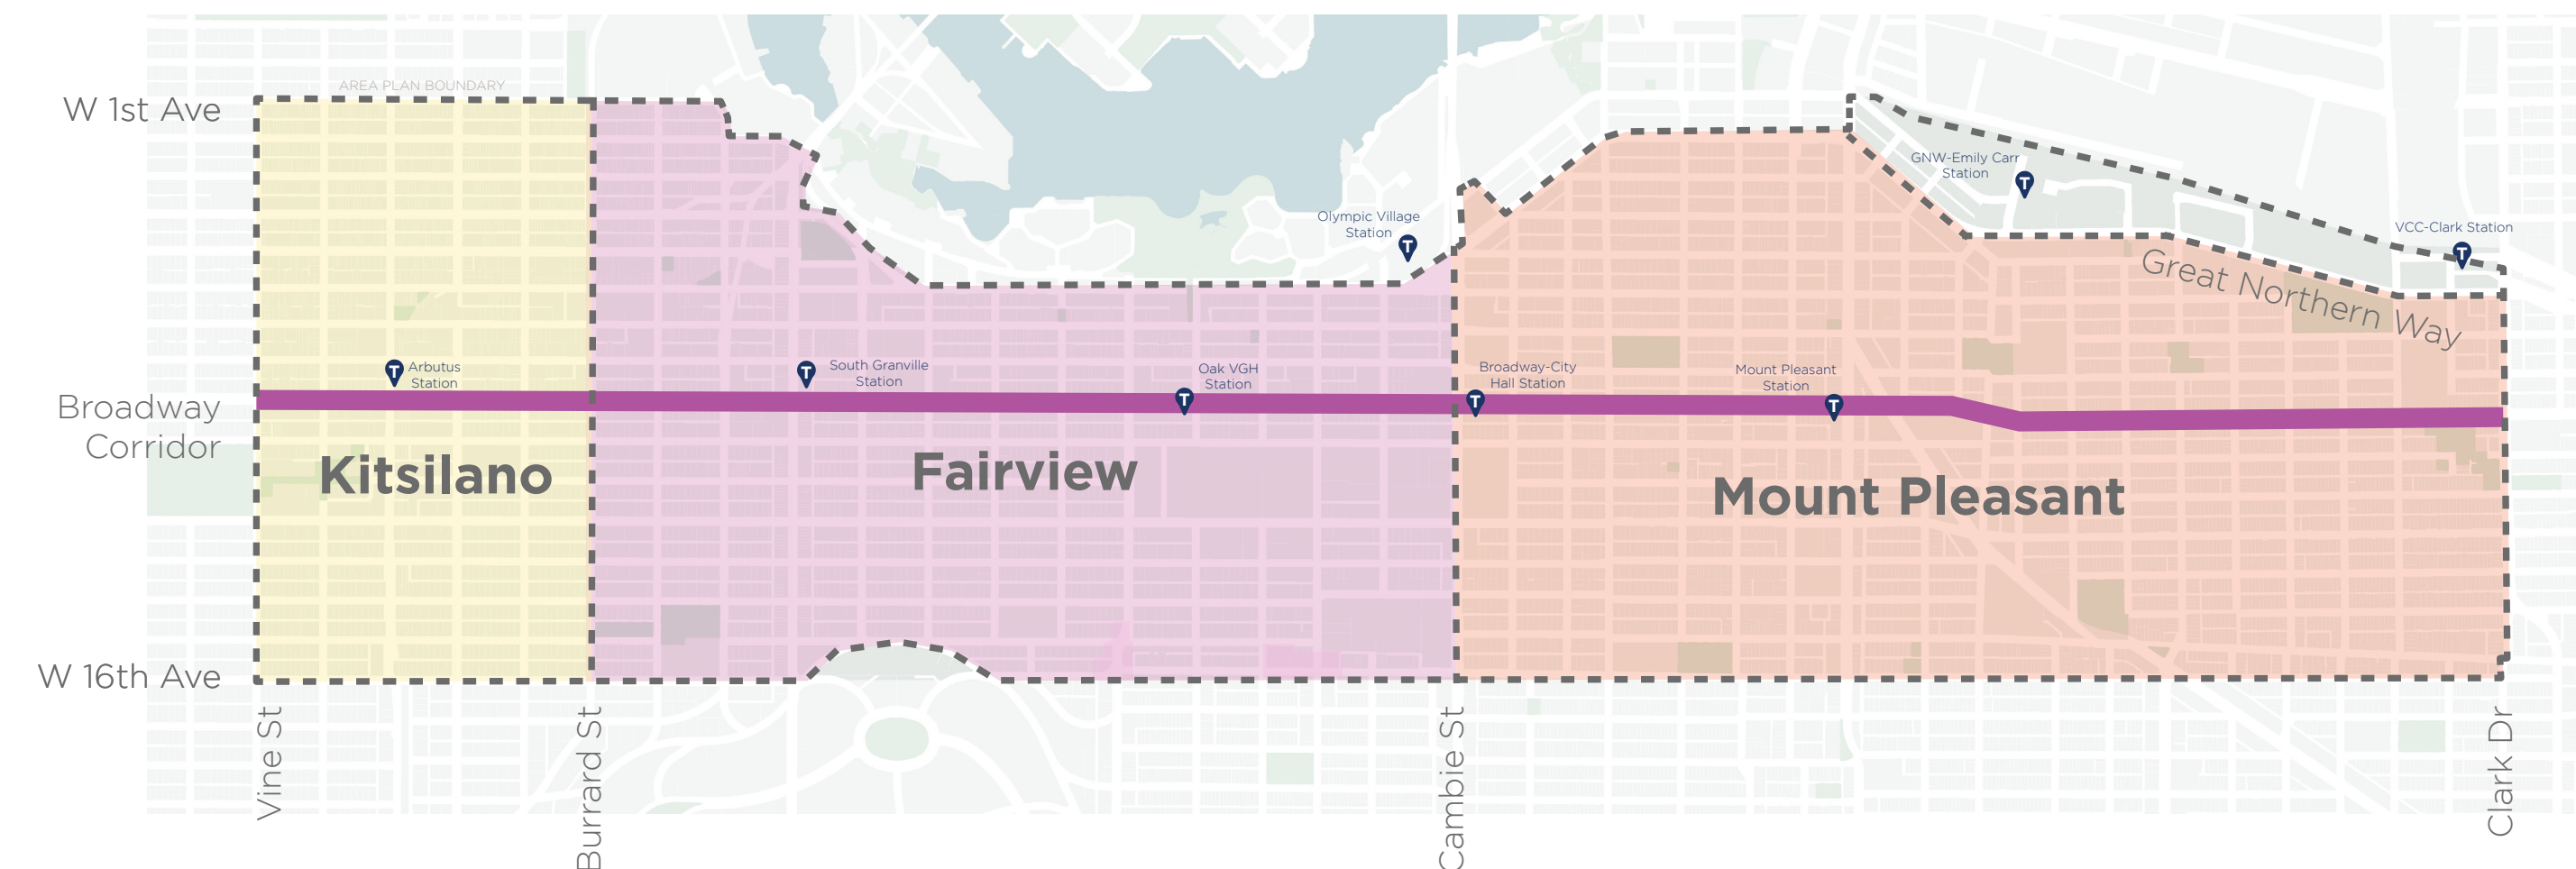 AREA PLAN BOUNDARY
W 1st Ave
GNW-Emily Carr
Station
Olympic Village
Station
VCC-Clark Station
Great Northern Way
Arbutus
Station
South Granville
Station
Oak VGH
Station
Broadway-City
Hall Station
Mount Pleasant
Station
T
T
T
T
T
T
T
T
Broadway
Corridor
Kitsilano
Fairview
Mount Pleasant
W 16th Ave
Vine St
Burrard St
Cambie St
Clark Dr